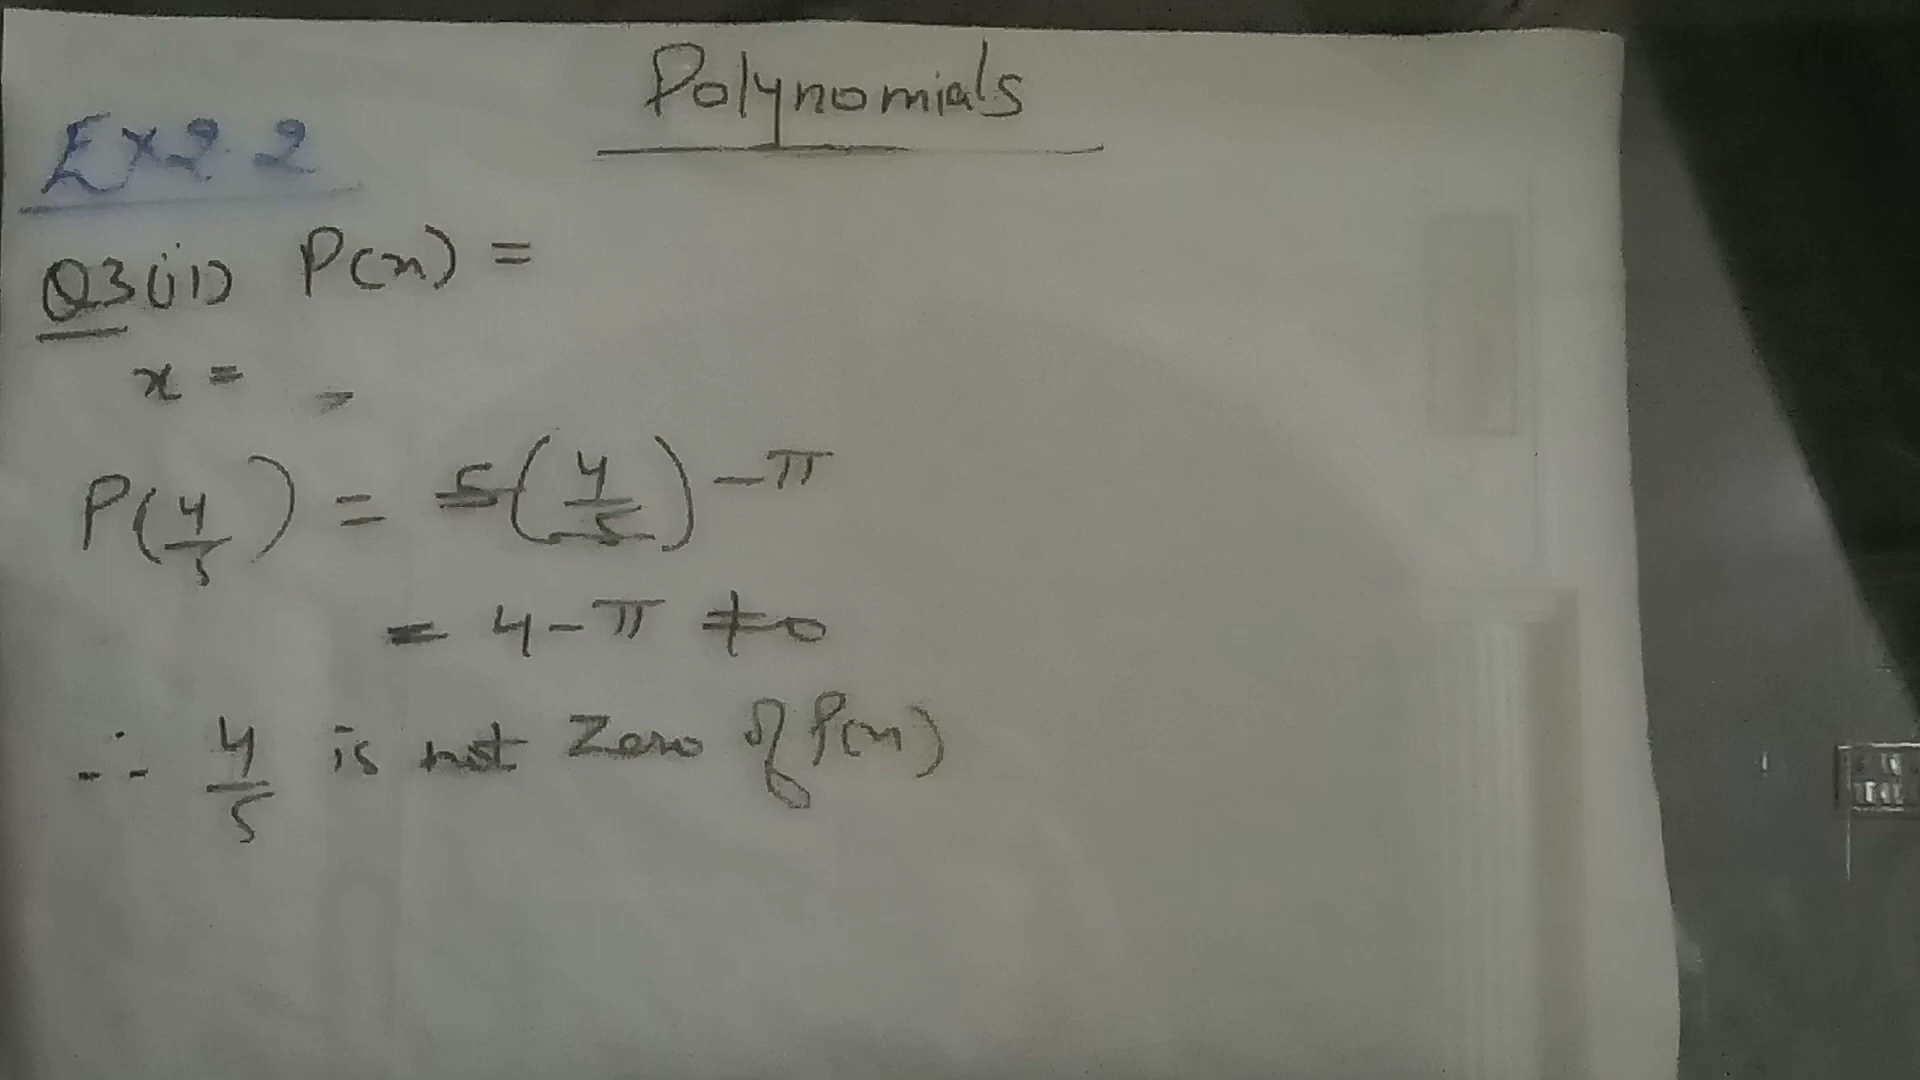 Polynomials
Ex 2.2
Q3(ii) P(x) =
x = =
P(4/5) = 5(4/5) - π
= 4 - π ≠ 0
∴ 4/5 is not zero of P(x)